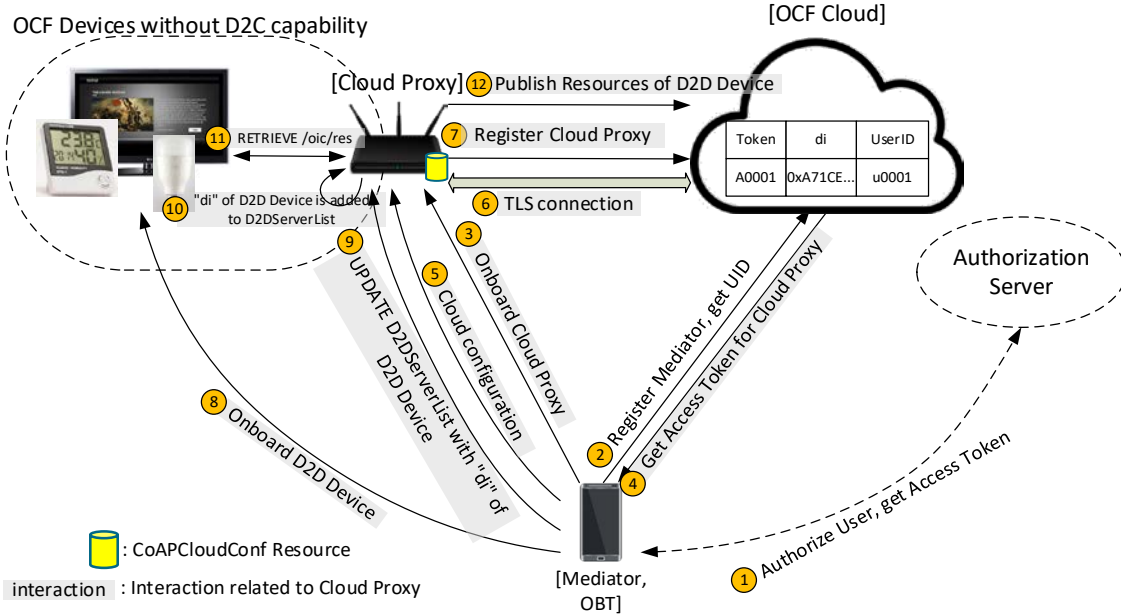 OCF Devices without D2C capability
[OCF Cloud]
[Cloud Proxy]
12 Publish Resources of D2D Device
11 RETRIEVE /oic/res
7 Register Cloud Proxy
Token di UserID
A0001 0xA71CE... u0001
10 "di" of D2D Device is added
to D2DServerList
6 TLS connection
3 Onboard Cloud Proxy
9 UPDATE D2DServerList with "di" of
D2D Device
5 Cloud configuration
Authorization
Server
8 Onboard D2D Device
2 Register Mediator, get UID
4 Get Access Token for Cloud Proxy
1 Authorize User, get Access Token
: CoAPCloudConf Resource
interaction : Interaction related to Cloud Proxy
[Mediator,
OBT]